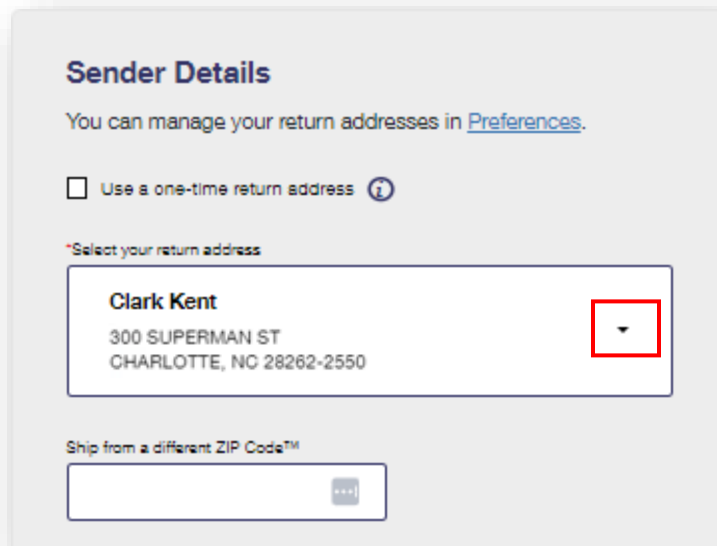 Sender Details
You can manage your return addresses in Preferences.
Use a one-time return address
*Select your return address
Clark Kent
300 SUPERMAN ST
CHARLOTTE, NC 28262-2550
Ship from a different ZIP Code™